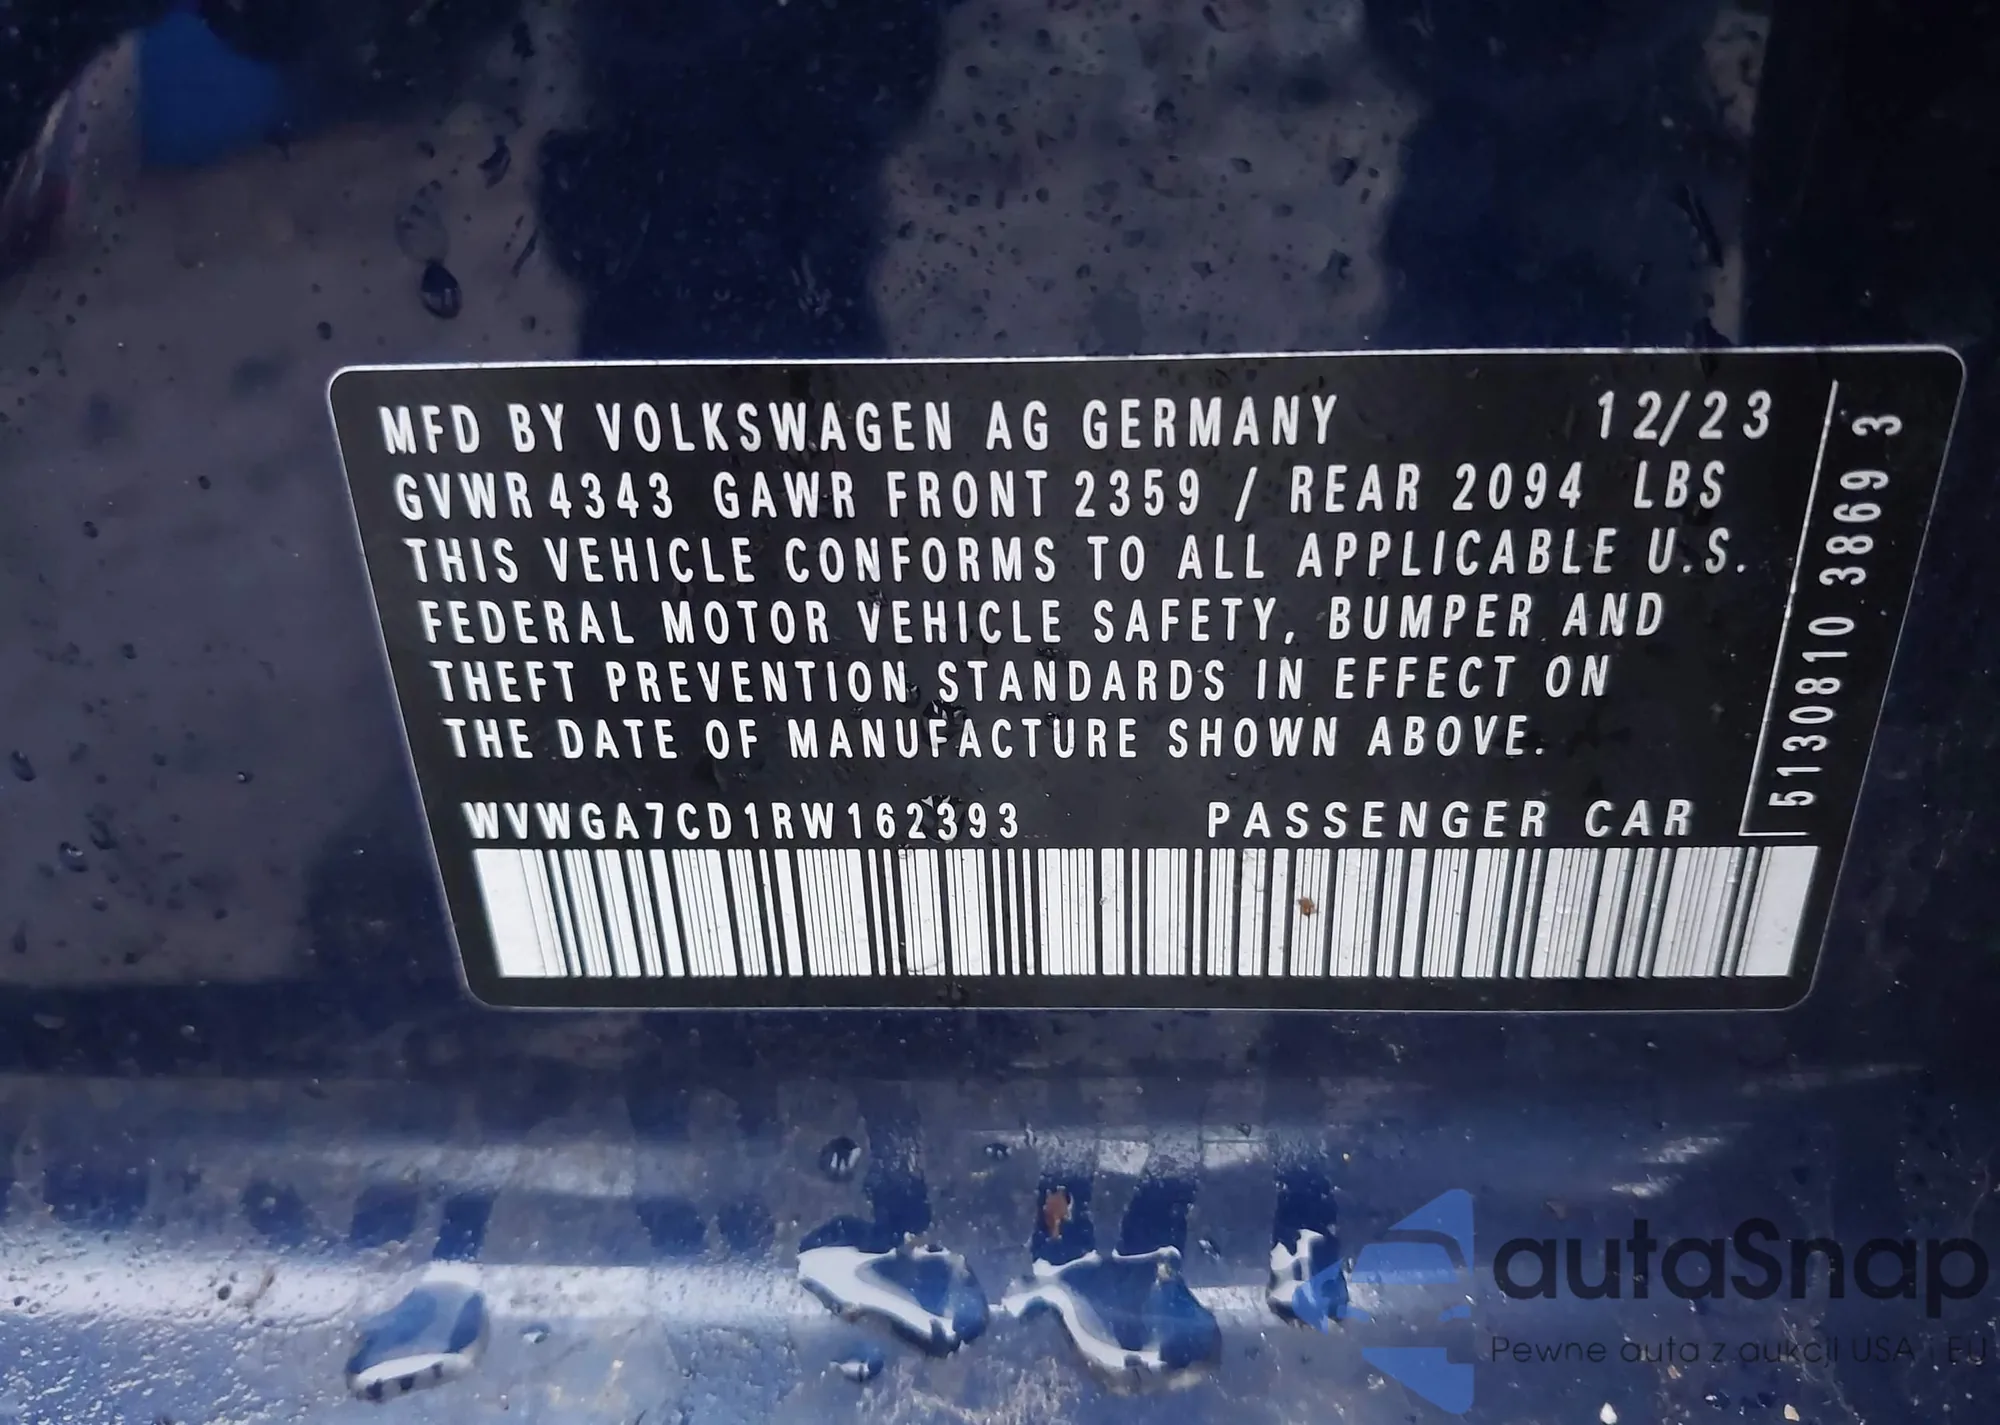 MFD BY VOLKSWAGEN AG GERMANY 12/23
GVWR 4343 GAWR FRONT 2359 / REAR 2094 LBS
THIS VEHICLE CONFORMS TO ALL APPLICABLE U.S.
FEDERAL MOTOR VEHICLE SAFETY, BUMPER AND
THEFT PREVENTION STANDARDS IN EFFECT ON
THE DATE OF MANUFACTURE SHOWN ABOVE.
WVWGA7CD1RW162393 PASSENGER CAR
5130810 3869 3
autaSnap
Pewne auta z aukcji USA i EU